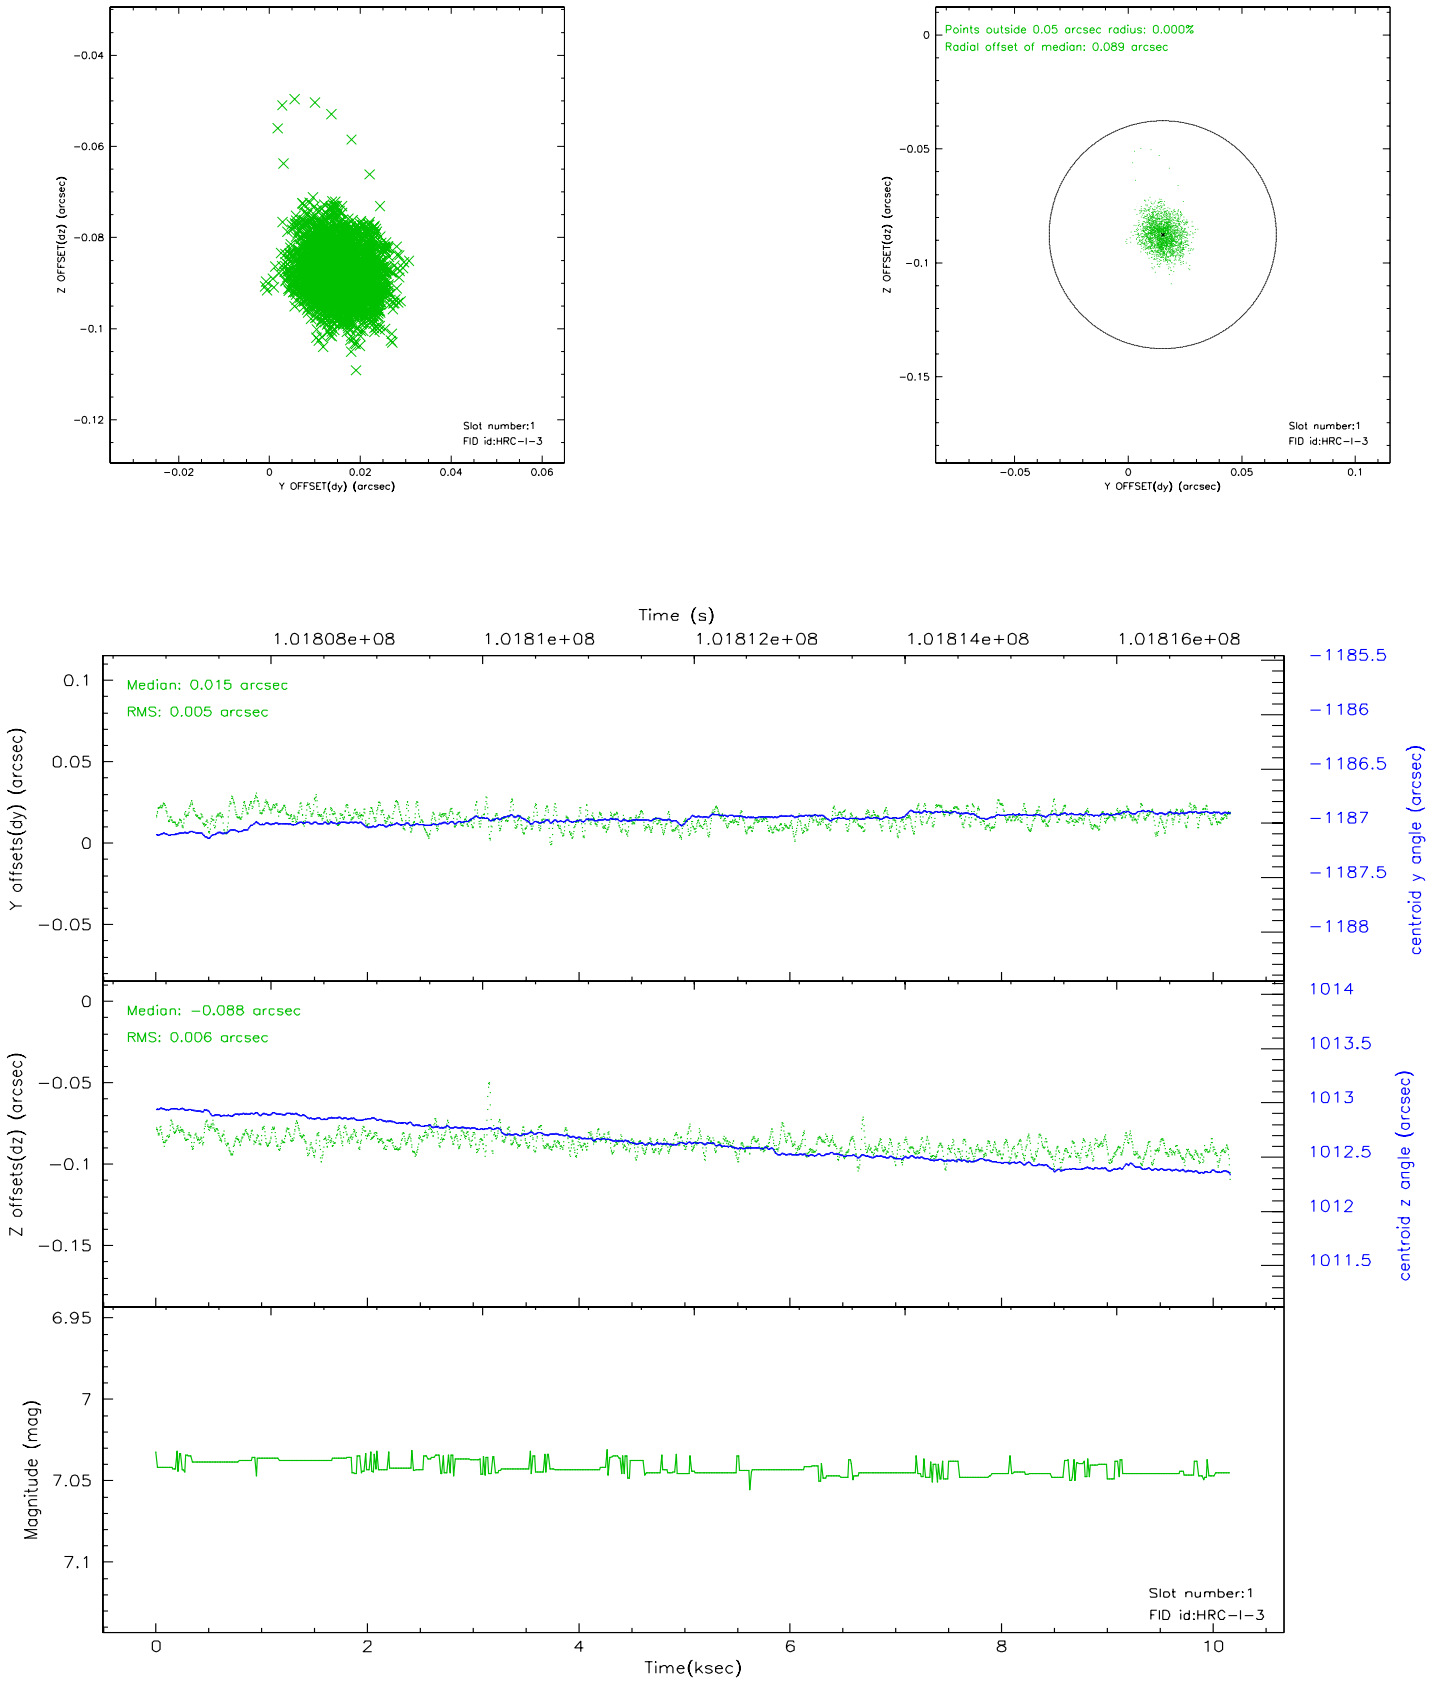 Points outside 0.05 arcsec radius: 0.000%
Radial offset of median: 0.089 arcsec
-0.04
-0.06
-0.08
-0.1
-0.12
Z OFFSET(dz) (arcsec)
Slot number:1
FID id:HRC-I-3
-0.02 0 0.02 0.04 0.06
Y OFFSET(dy) (arcsec)
0
-0.05
-0.1
-0.15
Z OFFSET(dz) (arcsec)
Slot number:1
FID id:HRC-I-3
-0.05 0 0.05 0.1
Y OFFSET(dy) (arcsec)
Time (s)
1.01808e+08 1.0181e+08 1.01812e+08 1.01814e+08 1.01816e+08
Median: 0.015 arcsec
RMS: 0.005 arcsec
0.1
0.05
0
-0.05
Y offsets(dy) (arcsec)
-1185.5
-1186
-1186.5
-1187
-1187.5
-1188
centroid y angle (arcsec)
Median: -0.088 arcsec
RMS: 0.006 arcsec
0
-0.05
-0.1
-0.15
Z offsets(dz) (arcsec)
1014
1013.5
1013
1012.5
1012
1011.5
centroid z angle (arcsec)
6.95
7
7.05
7.1
Magnitude (mag)
Slot number:1
FID id:HRC-I-3
0 2 4 6 8 10
Time(ksec)